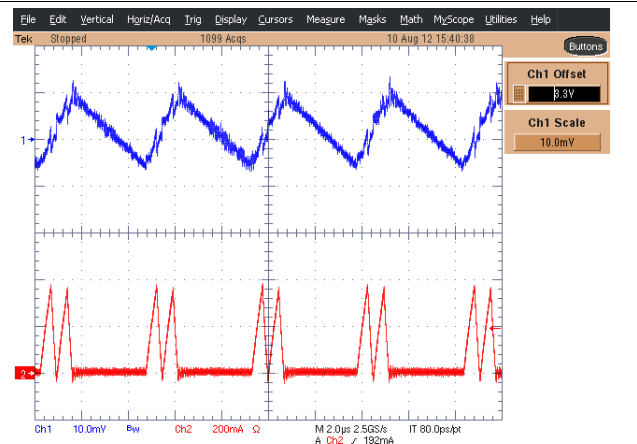 File Edit Vertical Horiz/Acq Trig Display Cursors Measure Masks Math MyScope Utilities Help
Tek Stopped 1099 Acqs 10 Aug 12 15:40:38
Buttons
Ch1 Offset
3.3V
Ch1 Scale
10.0mV
1
2
Ch1 10.0mV Bw Ch2 200mA Ω M 2.0µs 2.5GS/s IT 80.0ps/pt
A Ch2 ∕ 192mA